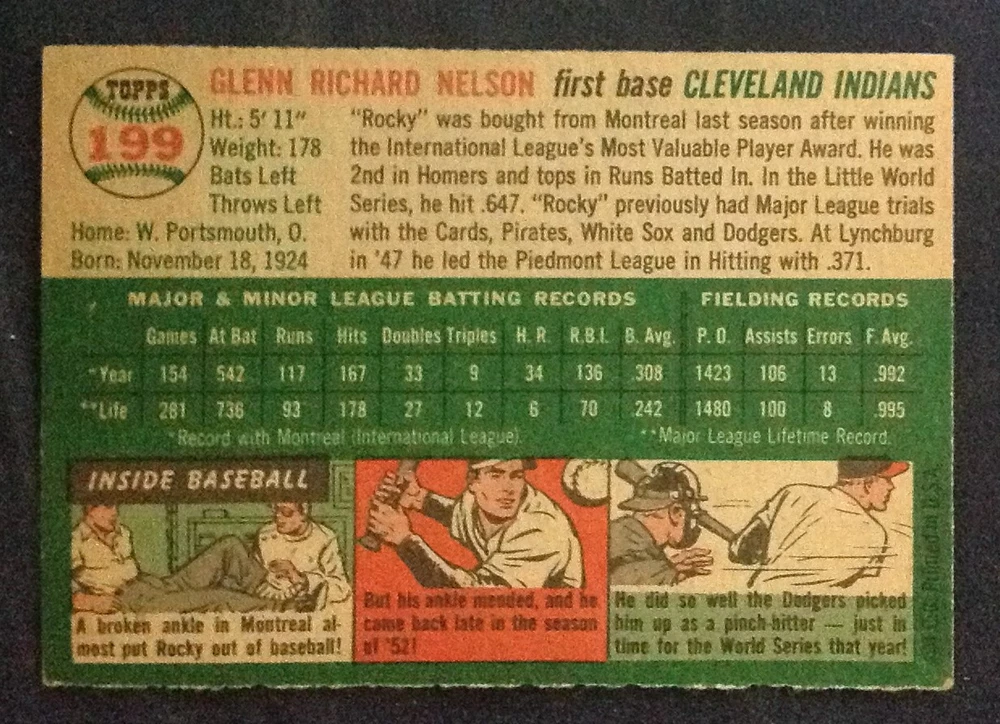 TOPPS
199
GLENN RICHARD NELSON first base CLEVELAND INDIANS
Ht.: 5' 11"
Weight: 178
Bats Left
Throws Left
Home: W. Portsmouth, O.
Born: November 18, 1924
"Rocky" was bought from Montreal last season after winning
the International League's Most Valuable Player Award. He was
2nd in Homers and tops in Runs Batted In. In the Little World
Series, he hit .647. "Rocky" previously had Major League trials
with the Cards, Pirates, White Sox and Dodgers. At Lynchburg
in '47 he led the Piedmont League in Hitting with .371.
MAJOR & MINOR LEAGUE BATTING RECORDS FIELDING RECORDS
Games At Bat Runs Hits Doubles Triples H. R. R.B.I. B. Avg. P. O. Assists Errors F. Avg.
*Year 154 542 117 167 33 9 34 136 .308 1423 106 13 .992
**Life 281 736 93 178 27 12 6 70 .242 1480 100 8 .995
*Record with Montreal (International League). **Major League Lifetime Record.
INSIDE BASEBALL
A broken ankle in Montreal al-
most put Rocky out of baseball!
But his ankle mended, and he
came back late in the season
of '52!
He did so well the Dodgers picked
him up as a pinch-hitter — just in
time for the World Series that year!
T.C.G. Printed in U.S.A.